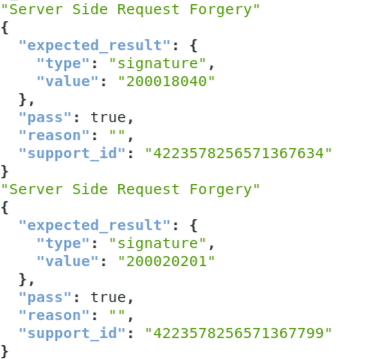 "Server Side Request Forgery"
{
  "expected_result": {
    "type": "signature",
    "value": "200018040"
  },
  "pass": true,
  "reason": "",
  "support_id": "4223578256571367634"
}
"Server Side Request Forgery"
{
  "expected_result": {
    "type": "signature",
    "value": "200020201"
  },
  "pass": true,
  "reason": "",
  "support_id": "4223578256571367799"
}